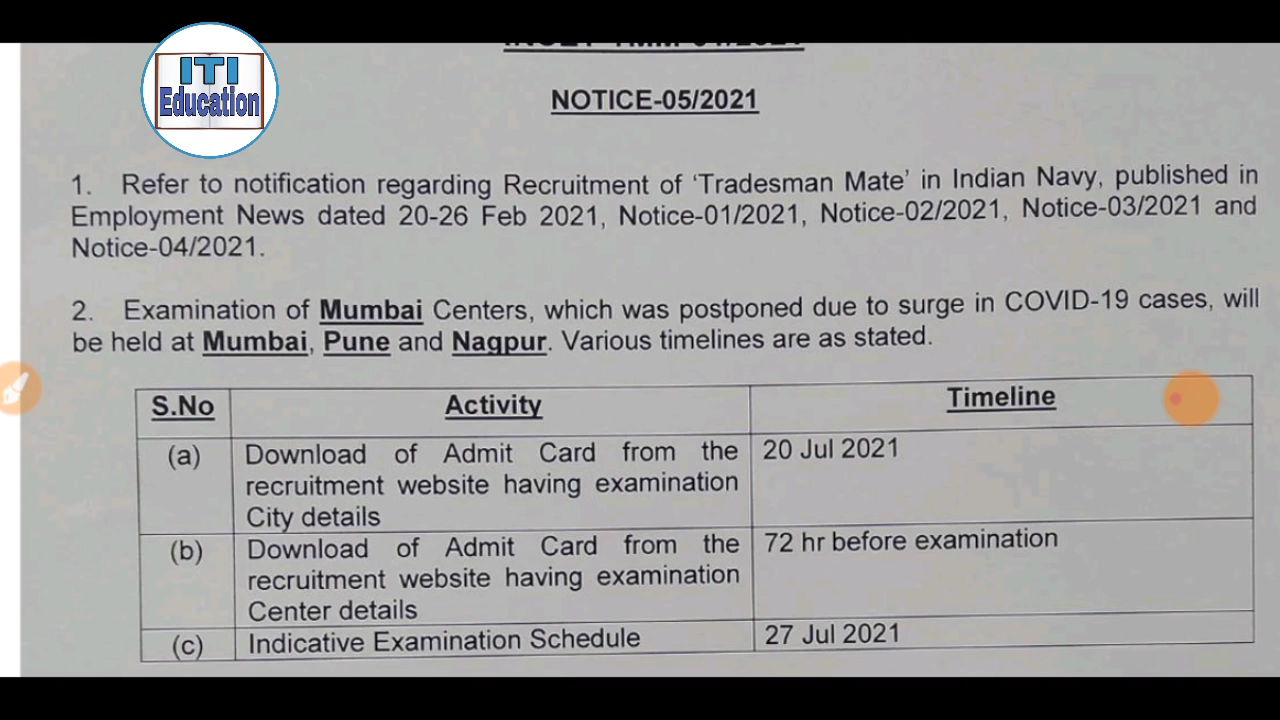 ITI
Education
NOTICE-05/2021
1. Refer to notification regarding Recruitment of ‘Tradesman Mate’ in Indian Navy, published in
Employment News dated 20-26 Feb 2021, Notice-01/2021, Notice-02/2021, Notice-03/2021 and
Notice-04/2021.
2. Examination of Mumbai Centers, which was postponed due to surge in COVID-19 cases, will
be held at Mumbai, Pune and Nagpur. Various timelines are as stated.
S.No Activity Timeline
(a) Download of Admit Card from the 20 Jul 2021
recruitment website having examination
City details
(b) Download of Admit Card from the 72 hr before examination
recruitment website having examination
Center details
(c) Indicative Examination Schedule 27 Jul 2021